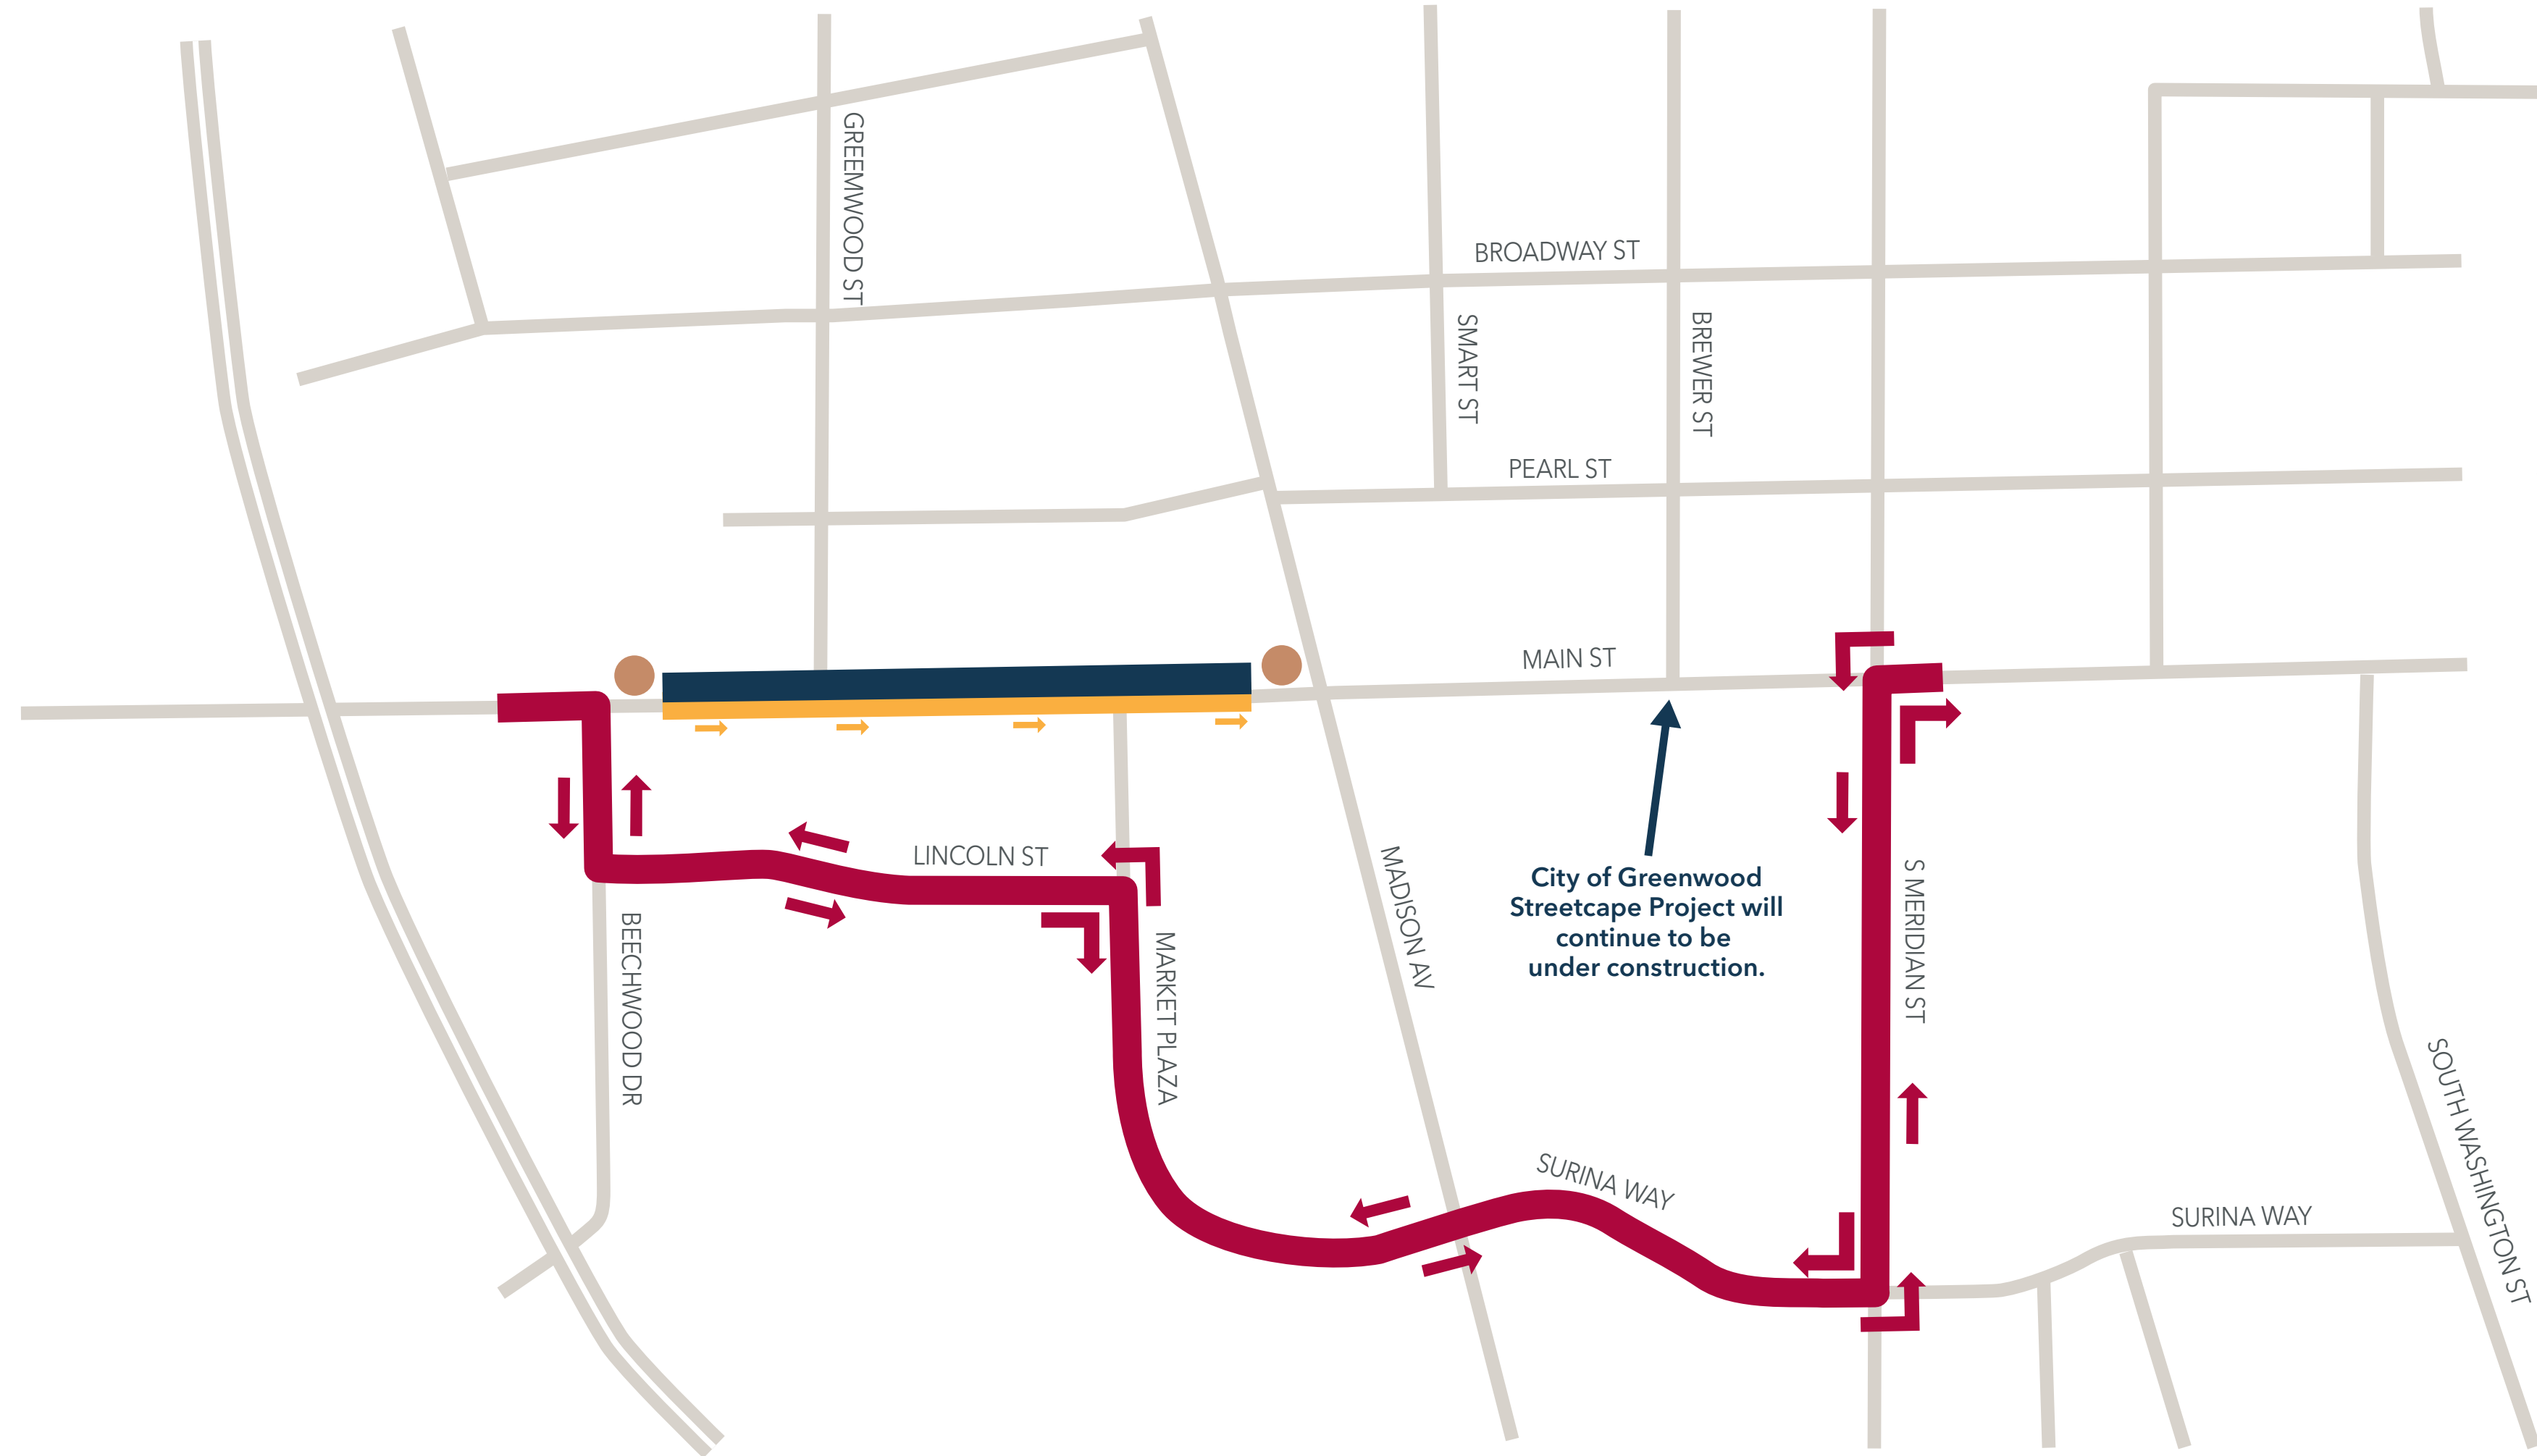 GREEMWOOD ST
BROADWAY ST
SMART ST
BREWER ST
PEARL ST
MAIN ST
LINCOLN ST
MADISON AV
City of Greenwood
Streetscape Project will
continue to be
under construction.
S MERIDIAN ST
BEECHWOOD DR
MARKET PLAZA
SURINA WAY
SURINA WAY
SOUTH WASHINGTON ST